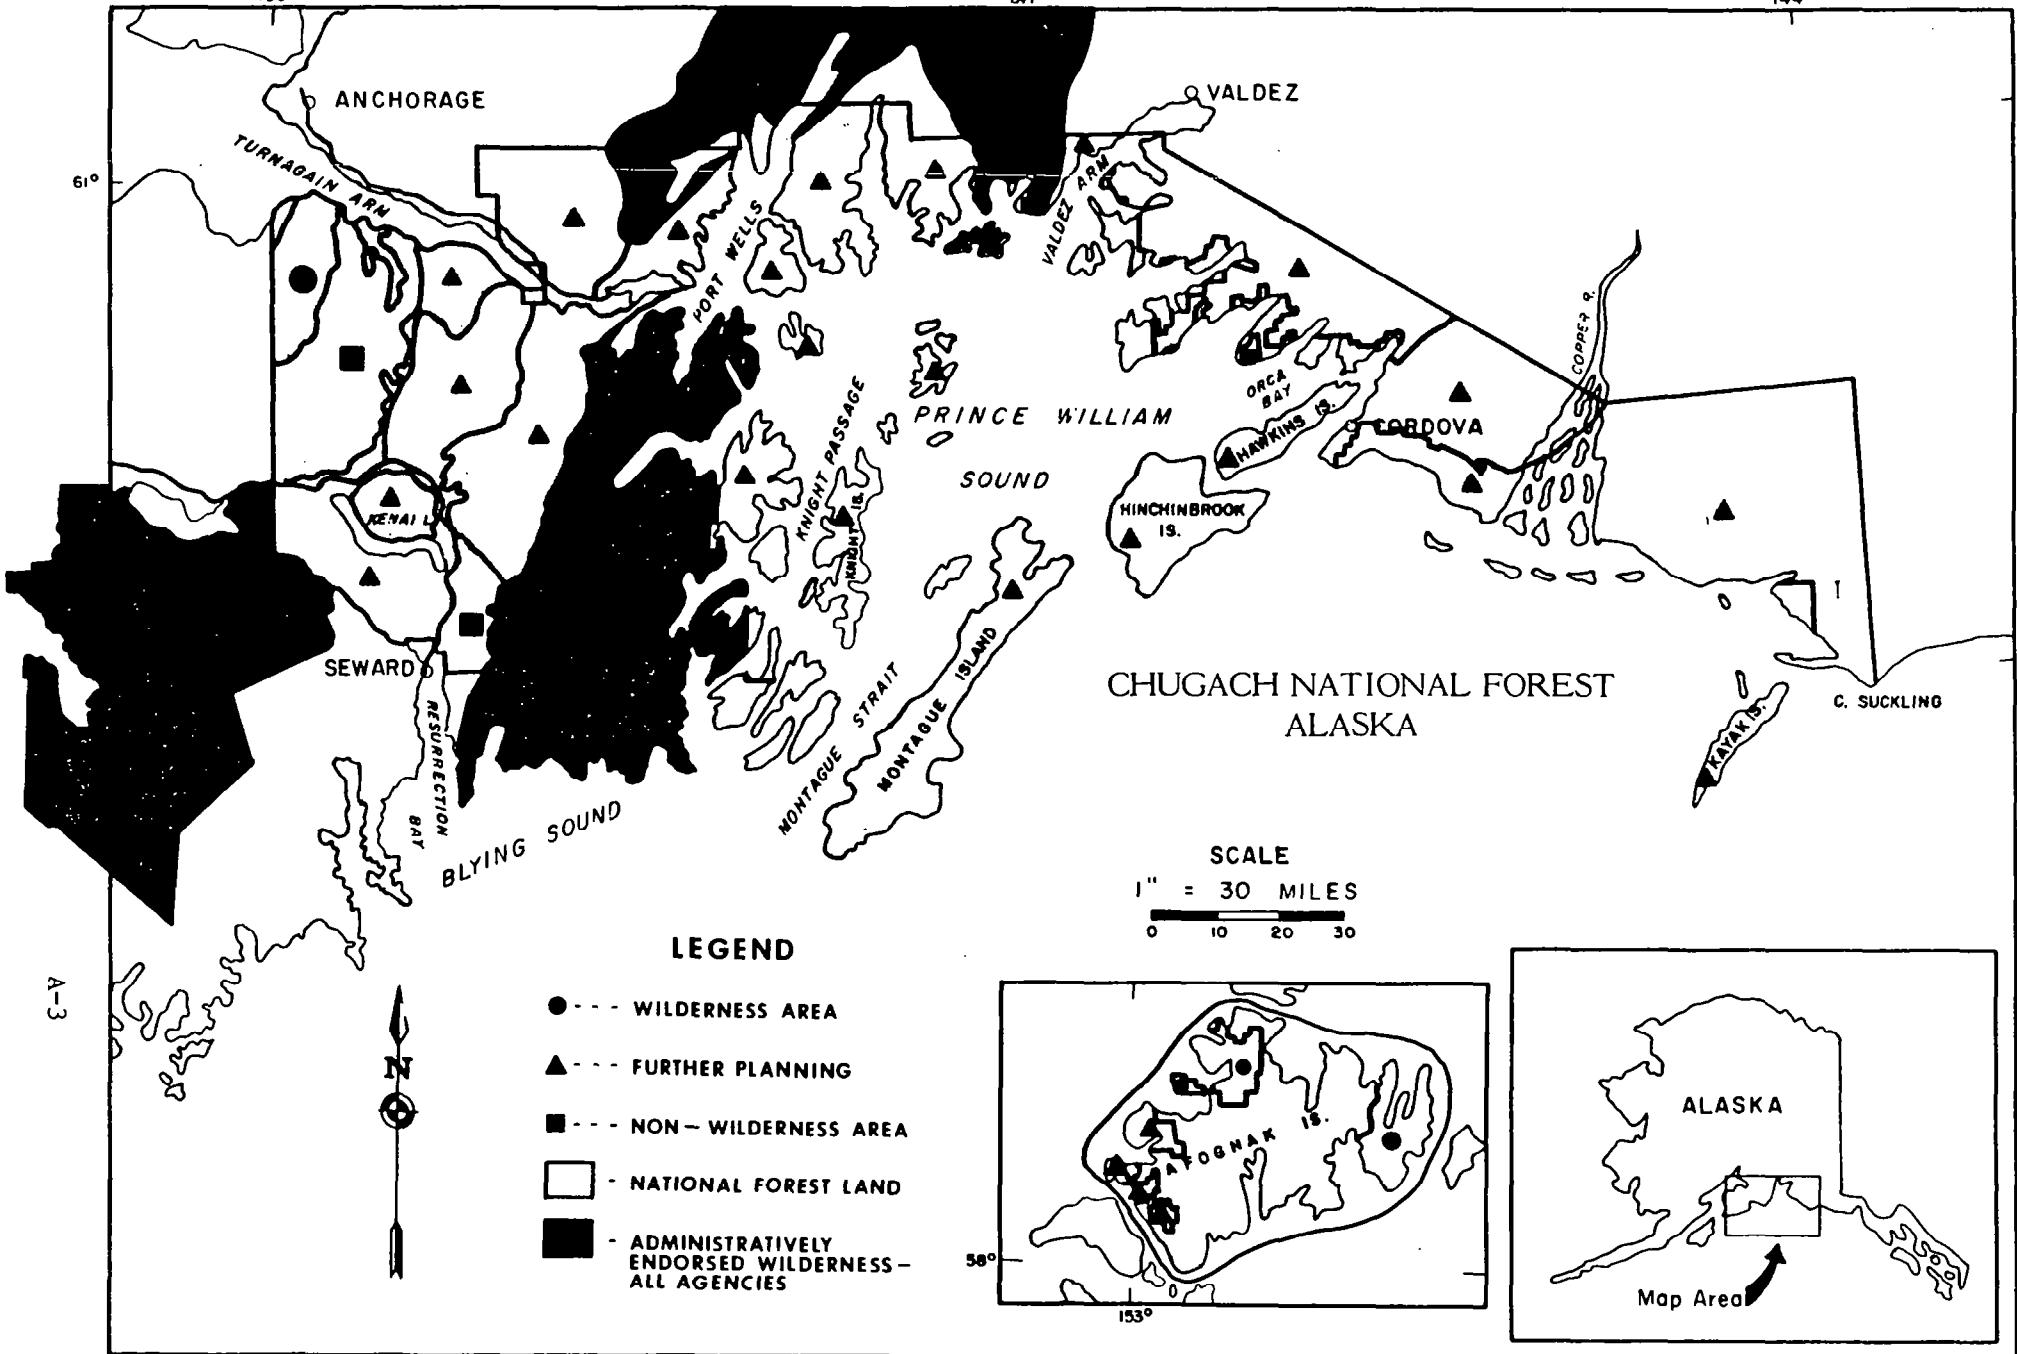 144°
ANCHORAGE
VALDEZ
TURNAGAIN ARM
61°
PORT WELLS
VALDEZ ARM
COPPER R.
ORCA
BAY
PRINCE WILLIAM
SOUND
HAWKINS IS.
CORDOVA
KNIGHT PASSAGE
KNIGHT IS.
HINCHINBROOK
IS.
KENAI L.
SEWARD
RESURRECTION
BAY
MONTAGUE STRAIT
MONTAGUE ISLAND
BLYING SOUND
CHUGACH NATIONAL FOREST
ALASKA
C. SUCKLING
KAYAK IS.
SCALE
1" = 30 MILES
0 10 20 30
A-3
N
LEGEND
● - - - WILDERNESS AREA
▲ - - - FURTHER PLANNING
■ - - - NON-WILDERNESS AREA
- NATIONAL FOREST LAND
- ADMINISTRATIVELY
ENDORSED WILDERNESS-
ALL AGENCIES
AFOGNAK IS.
58°
153°
ALASKA
Map Area